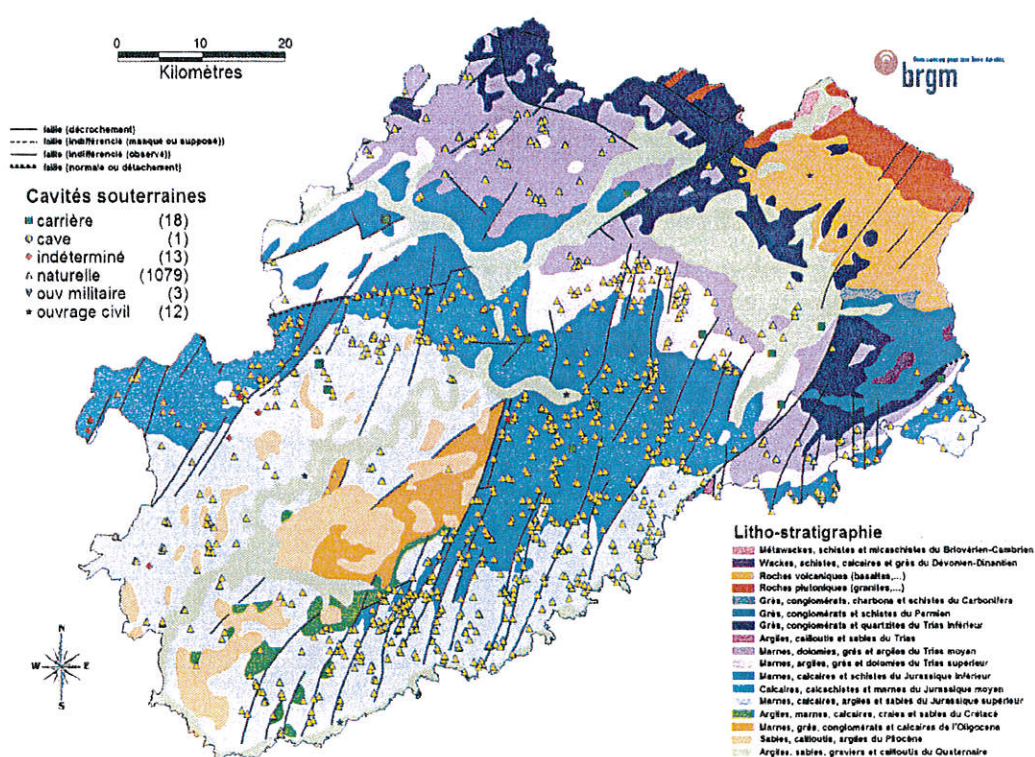 0 10 20
Kilomètres
brgm
faille (décrochement)
faille (indifférencié (masqué ou supposé))
faille (indifférencié (observé))
faille (normale ou détachement)
Cavités souterraines
carrière (18)
cave (1)
indéterminé (13)
naturelle (1079)
ouv militaire (3)
ouvrage civil (12)
N
W E
S
Litho-stratigraphie
Métawackes, schistes et micaschistes du Briovérien-Cambrien
Wackes, schistes, calcaires et grès du Dévonien-Dinantien
Roches volcaniques (basaltes,...)
Roches plutoniques (granites,...)
Grès, conglomérats, charbons et schistes du Carbonifère
Grès, conglomérats et schistes du Permien
Grès, conglomérats et quartzites du Trias inférieur
Argiles, cailloutis et sables du Trias
Marnes, dolomies, grès et argiles du Trias moyen
Marnes, argiles, grès et dolomies du Trias supérieur
Marnes, calcaires et schistes du Jurassique inférieur
Calcaires, calcschistes et marnes du Jurassique moyen
Marnes, calcaires, argiles et sables du Jurassique supérieur
Argiles, marnes, calcaires, craies et sables du Crétacé
Marnes, grès, conglomérats et calcaires de l'Oligocène
Sables, cailloutis, argiles du Pliocène
Argiles, sables, graviers et cailloutis du Quaternaire